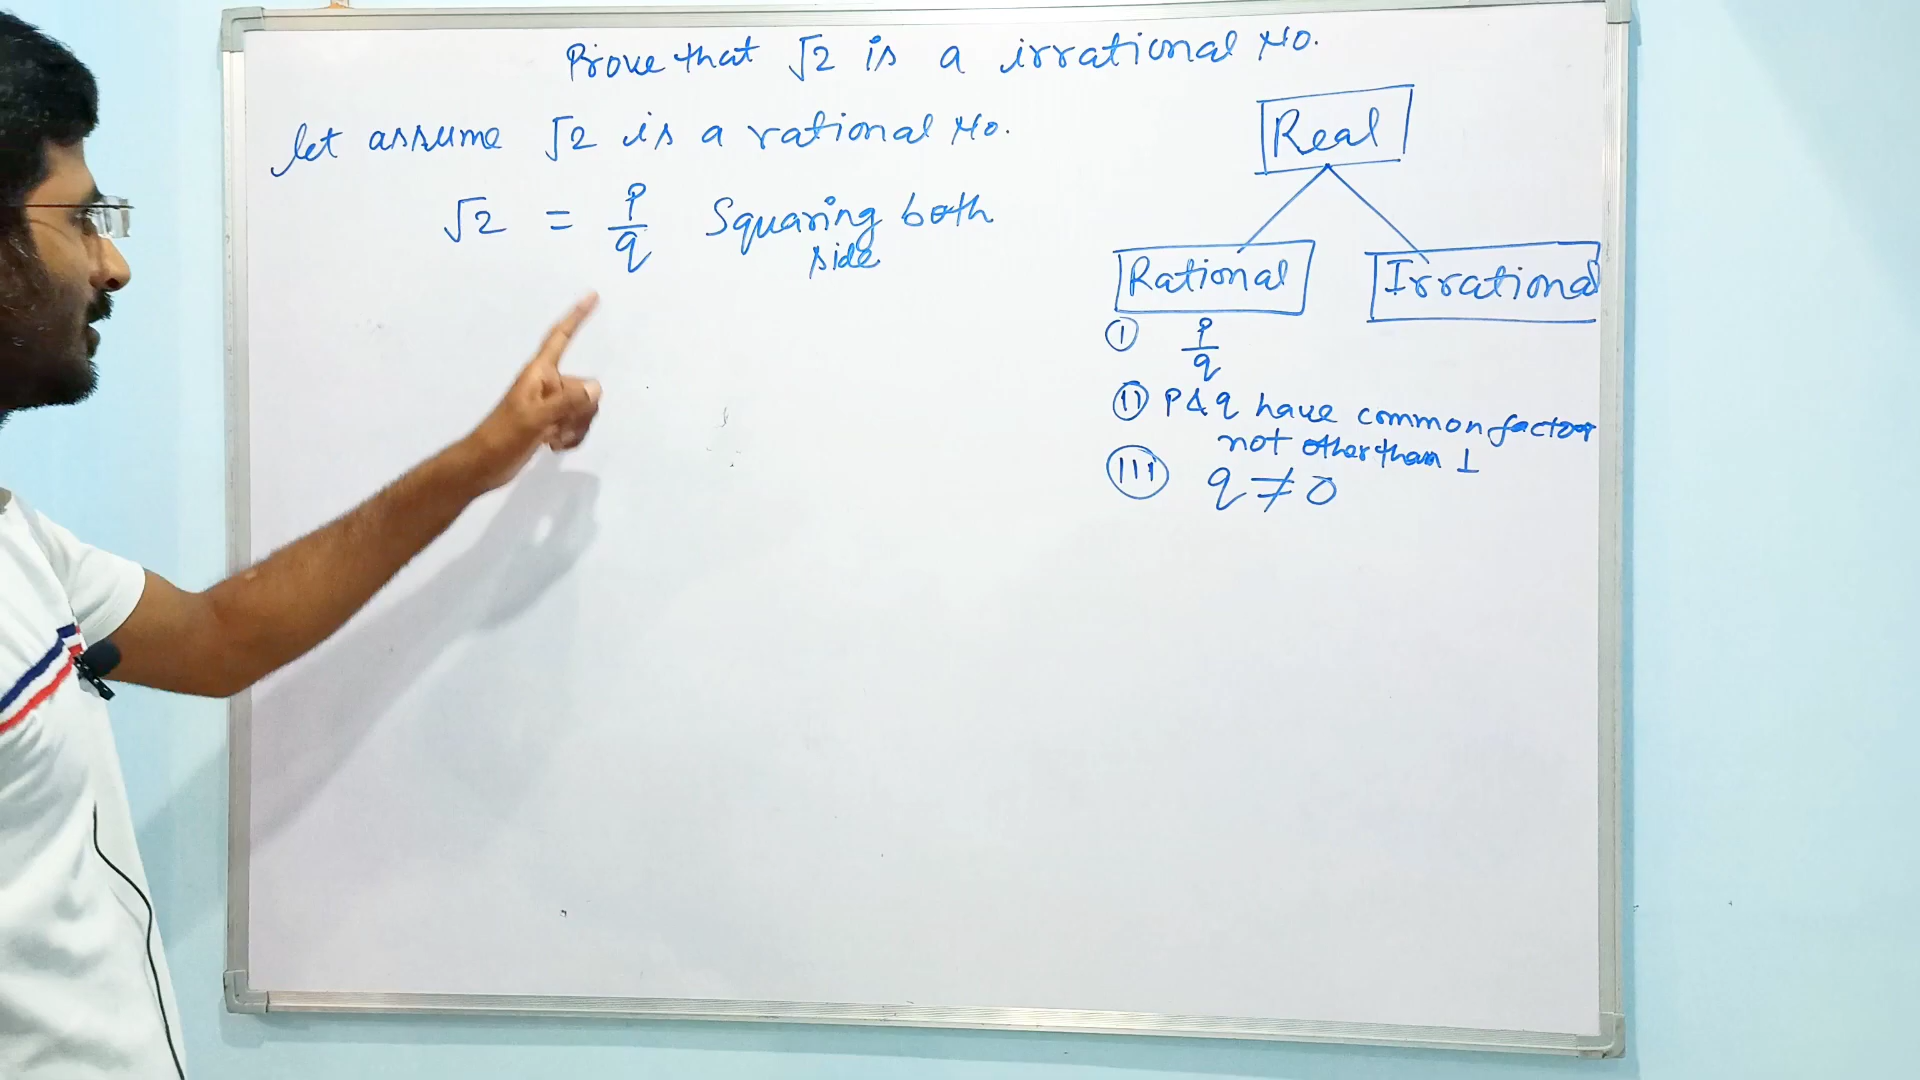 Prove that √2 is a irrational No.
let assume √2 is a rational No.
√2 = p/q Squaring both
side
Real
Rational
Irrational
(I) p/q
(II) P & q have common factor
not other than 1
(III) q ≠ 0